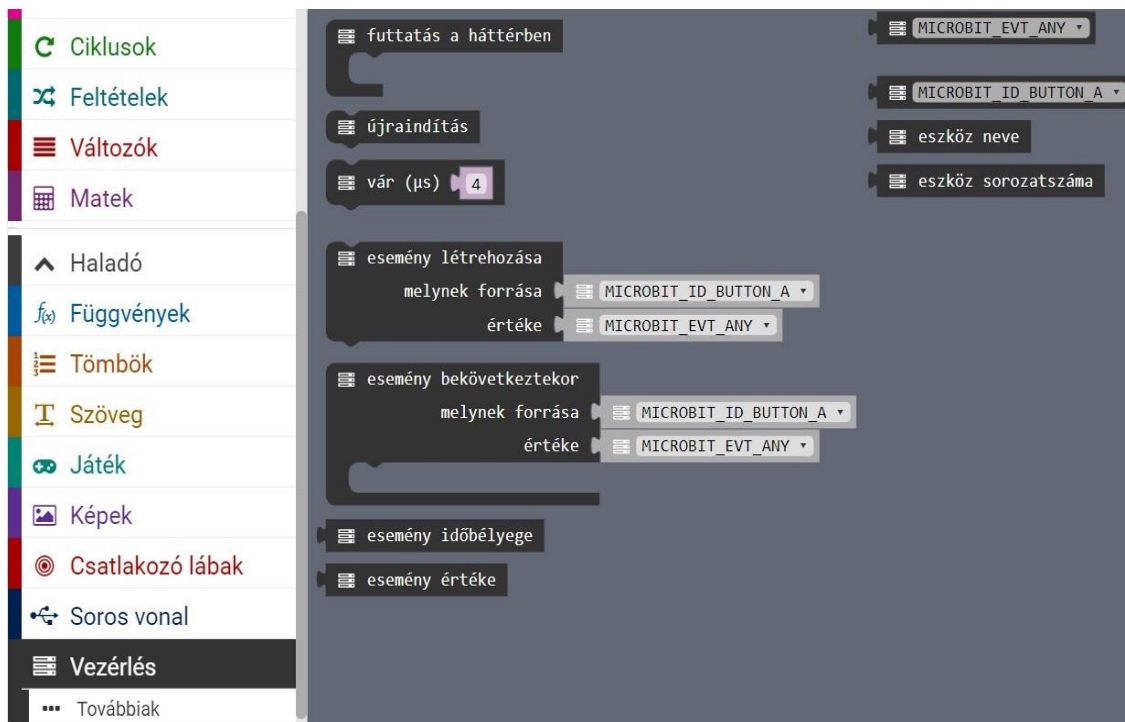 Ciklusok
Feltételek
Változók
Matek
Haladó
f(x) Függvények
Tömbök
Szöveg
Játék
Képek
Csatlakozó lábak
Soros vonal
Vezérlés
Továbbiak
futtatás a háttérben
újraindítás
vár (µs) 4
esemény létrehozása
melynek forrása MICROBIT_ID_BUTTON_A
értéke MICROBIT_EVT_ANY
esemény bekövetkeztekor
melynek forrása MICROBIT_ID_BUTTON_A
értéke MICROBIT_EVT_ANY
esemény időbélyege
esemény értéke
MICROBIT_EVT_ANY
MICROBIT_ID_BUTTON_A
eszköz neve
eszköz sorozatszáma